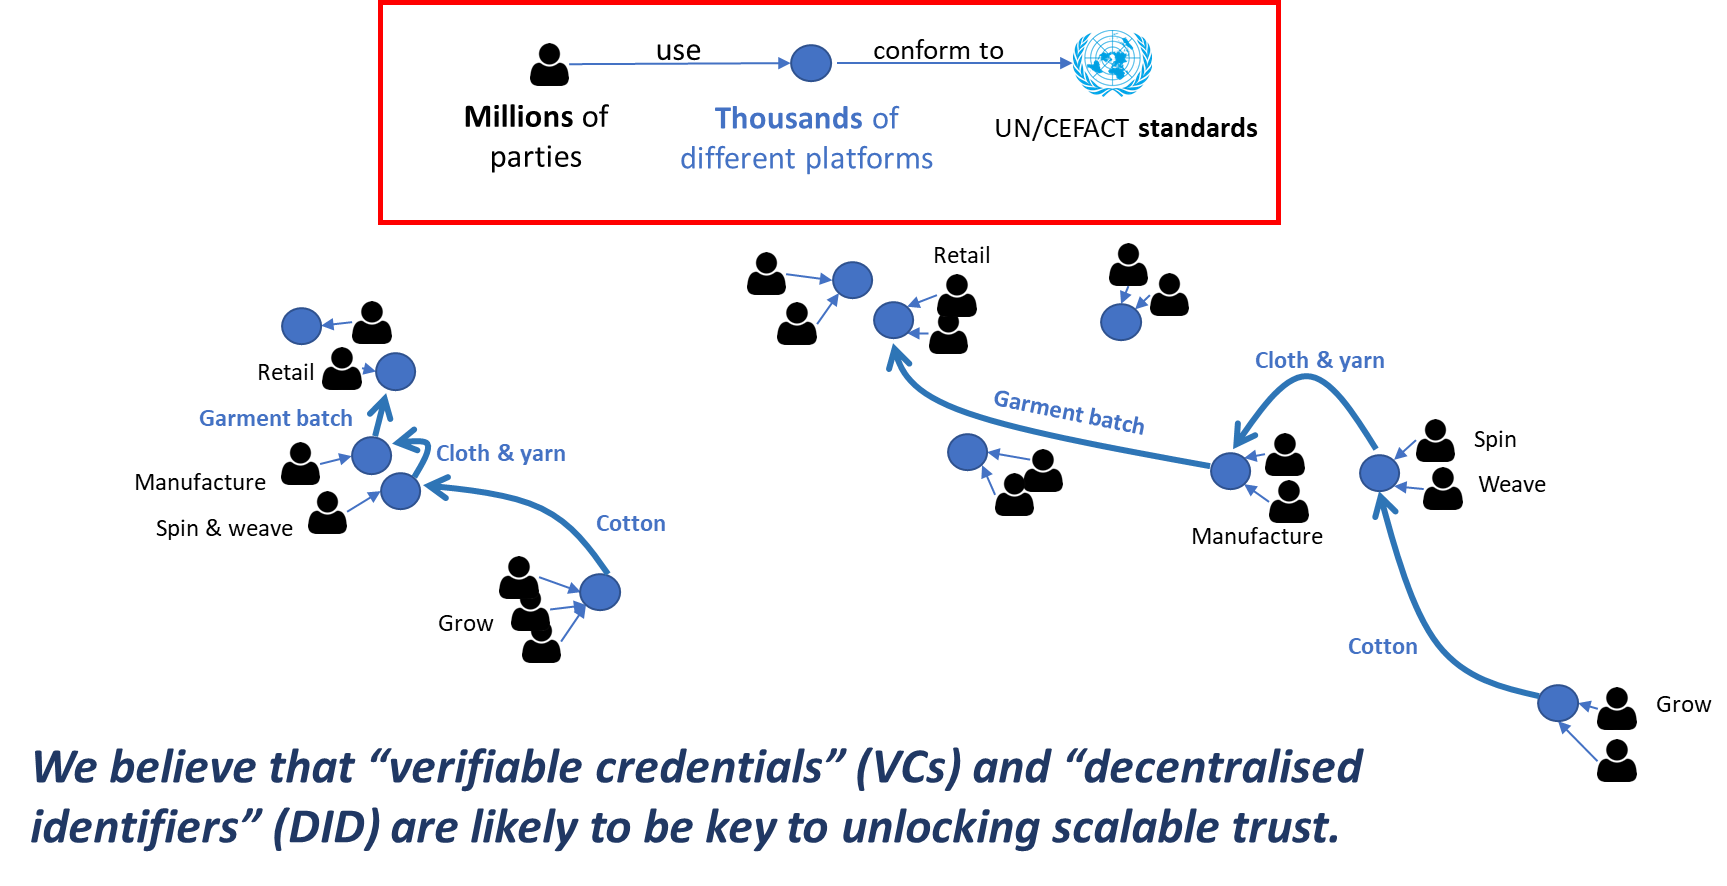 use
conform to
Millions of
parties
Thousands of
different platforms
UN/CEFACT standards
Retail
Garment batch
Cloth & yarn
Manufacture
Spin & weave
Cotton
Grow
Retail
Garment batch
Cloth & yarn
Spin
Weave
Manufacture
Cotton
Grow
We believe that “verifiable credentials” (VCs) and “decentralised
identifiers” (DID) are likely to be key to unlocking scalable trust.